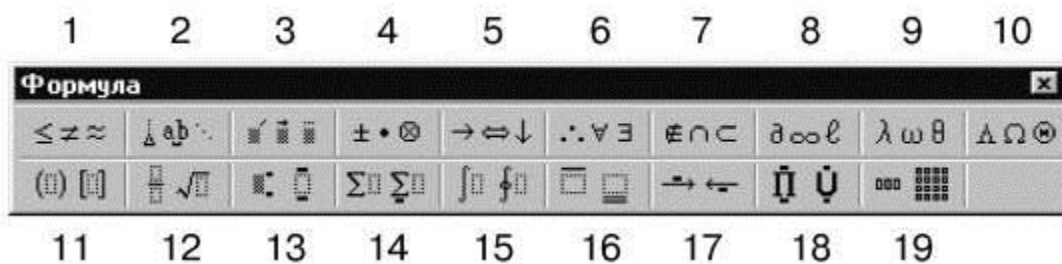 1 2 3 4 5 6 7 8 9 10
Формула
≤ ≠ ≈ ab ± • ⊗ → ⇔ ↓ ∴ ∀ ∃ ∉ ∩ ⊂ ∂ ∞ ℓ λ ω θ Λ Ω Θ
( ) [ ] √ Σ Σ ∫ ∮ → ← Π Ụ
11 12 13 14 15 16 17 18 19